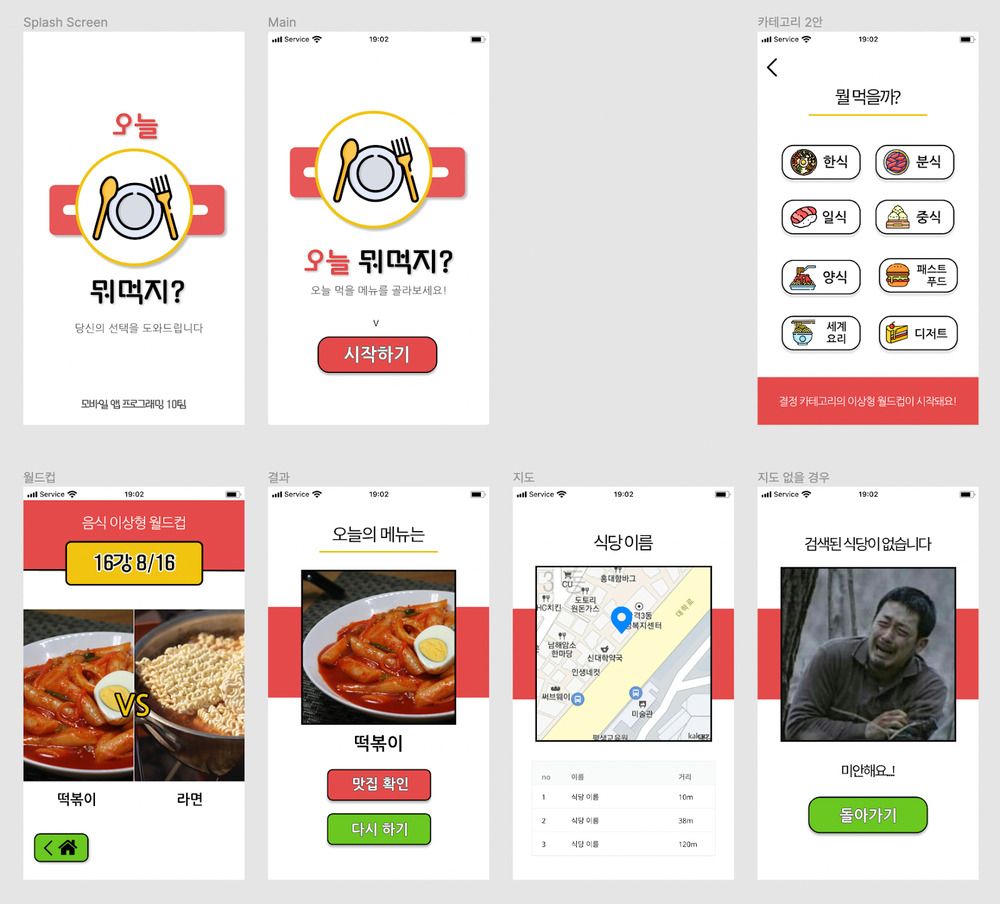 Splash Screen
오늘
뭐먹지?
당신의 선택을 도와드립니다
모바일 앱 프로그래밍 10팀
Main
Service
19:02
오늘 뭐먹지?
오늘 먹을 메뉴를 골라보세요!
V
시작하기
카테고리 2안
Service
19:02
뭘 먹을까?
한식
분식
일식
중식
양식
패스트
푸드
세계
요리
디저트
결정 카테고리의 이상형 월드컵이 시작돼요!
월드컵
Service
19:02
음식 이상형 월드컵
16강 8/16
VS
떡볶이
라면
결과
Service
19:02
오늘의 메뉴는
떡볶이
맛집 확인
다시 하기
지도
Service
19:02
식당 이름
3 동
CU
홍대함바그
도토리
원돈가스
HC치킨
대학로
격3동
복지센터
남해암소
한마당
신대학약국
인생네컷
써브웨이
미술관
평생교육원
no
이름
거리
1
식당 이름
10m
2
식당 이름
38m
3
식당 이름
120m
지도 없을 경우
Service
19:02
검색된 식당이 없습니다
미안해요...!
돌아가기